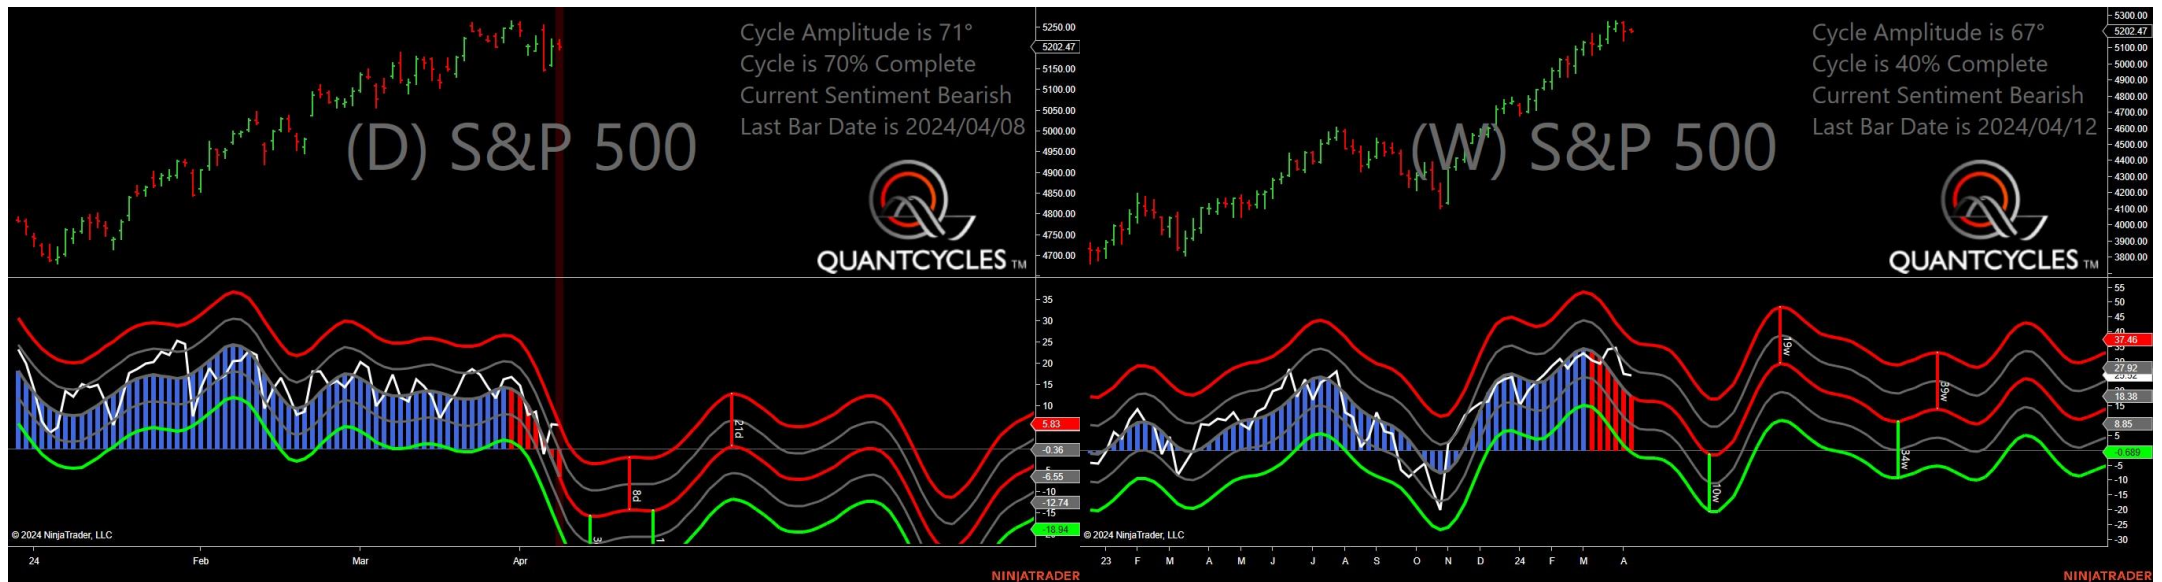 Cycle Amplitude is 71°
Cycle is 70% Complete
Current Sentiment Bearish
Last Bar Date is 2024/04/08
(D) S&P 500
QUANTCYCLES TM
5250.00
5202.47
5150.00
5100.00
5050.00
5000.00
4950.00
4900.00
4850.00
4800.00
4750.00
4700.00
35
30
25
20
15
10
5.83
-0.36
-6.55
-10
-12.74
-15
-18.94
21d
8d
© 2024 NinjaTrader, LLC
24 Feb Mar Apr
NINJATRADER
Cycle Amplitude is 67°
Cycle is 40% Complete
Current Sentiment Bearish
Last Bar Date is 2024/04/12
(W) S&P 500
QUANTCYCLES TM
5300.00
5202.47
5100.00
5000.00
4900.00
4800.00
4700.00
4600.00
4500.00
4400.00
4300.00
4200.00
4100.00
4000.00
3900.00
3800.00
55
50
45
40
37.46
27.92
18.38
15
8.85
5
-0.689
-5
-10
-15
-20
-25
-30
19w
89w
34w
10w
© 2024 NinjaTrader, LLC
23 F M A M J J A S O N D 24 F M A
NINJATRADER